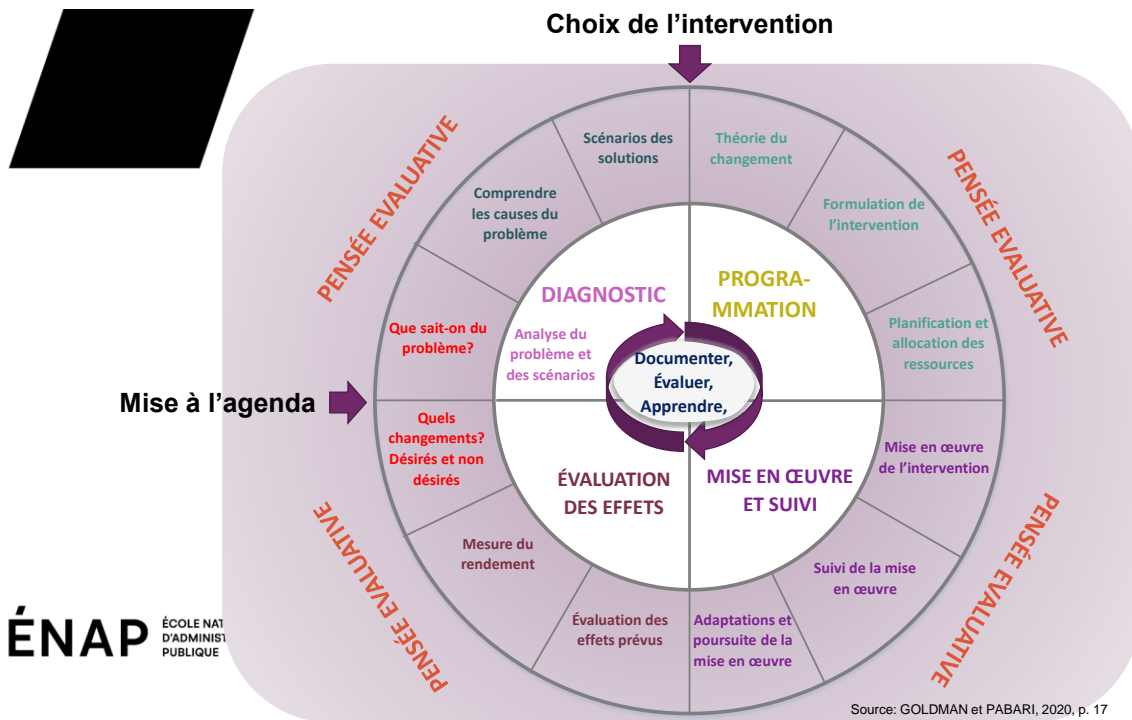 Choix de l'intervention
PENSÉE EVALUATIVE
PENSÉE EVALUATIVE
Scénarios des
solutions
Théorie du
changement
Comprendre
les causes du
problème
Formulation de
l'intervention
Que sait-on du
problème?
Planification et
allocation des
ressources
DIAGNOSTIC
Analyse du
problème et
des scénarios
PROGRA-
MMATION
Documenter,
Évaluer,
Apprendre,
Mise à l'agenda
Quels
changements?
Désirés et non
désirés
Mise en œuvre
de l'intervention
ÉVALUATION
DES EFFETS
MISE EN ŒUVRE
ET SUIVI
Mesure du
rendement
Suivi de la mise
en œuvre
Évaluation des
effets prévus
Adaptations et
poursuite de la
mise en œuvre
PENSÉE EVALUATIVE
PENSÉE EVALUATIVE
ÉNAP
ÉCOLE NAT
D'ADMINIST
PUBLIQUE
Source: GOLDMAN et PABARI, 2020, p. 17